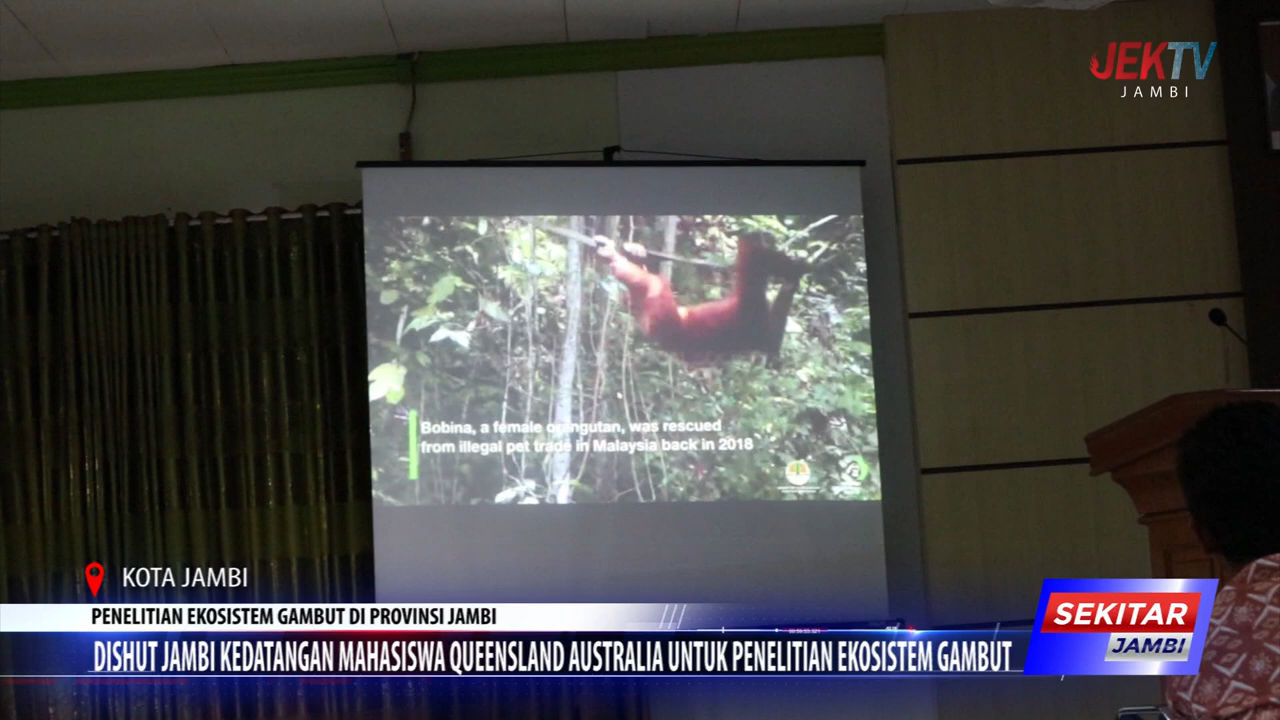 JEKTV
JAMBI
Bobina, a female orangutan, was rescued
from illegal pet trade in Malaysia back in 2018
KOTA JAMBI
PENELITIAN EKOSISTEM GAMBUT DI PROVINSI JAMBI
DISHUT JAMBI KEDATANGAN MAHASISWA QUEENSLAND AUSTRALIA UNTUK PENELITIAN EKOSISTEM GAMBUT
SEKITAR
JAMBI